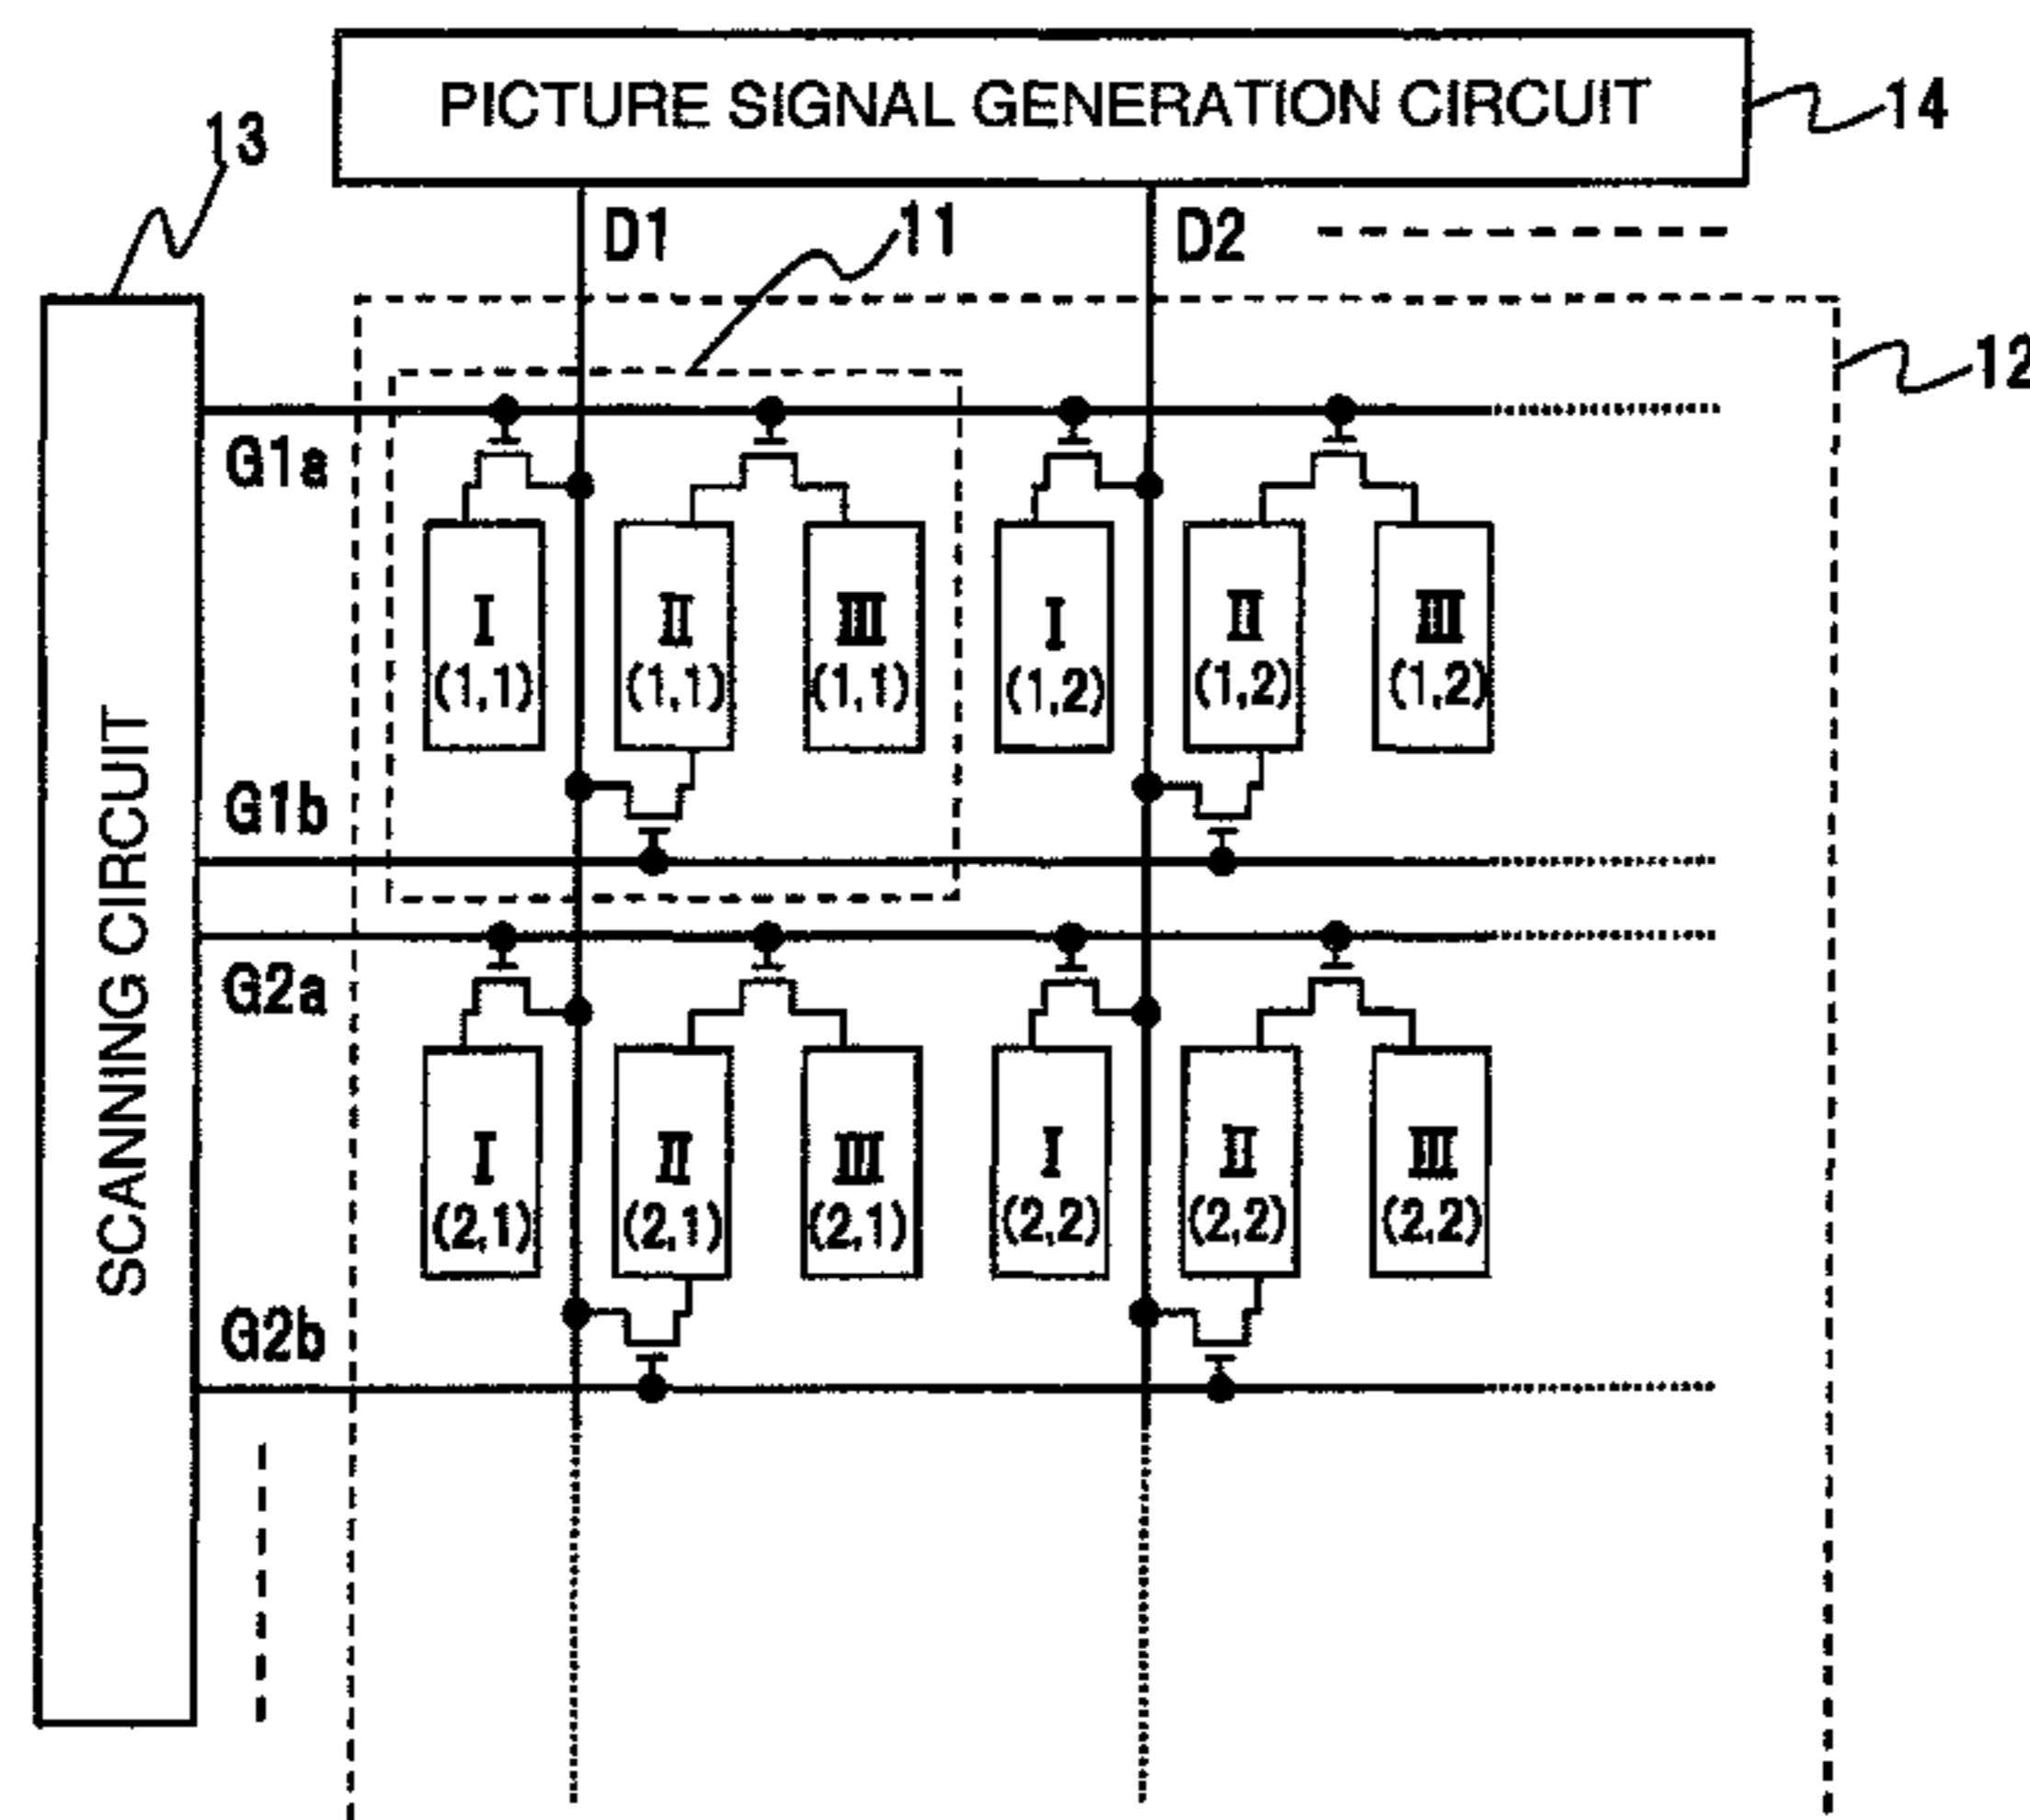 PICTURE SIGNAL GENERATION CIRCUIT
14
13
D1
11
D2
12
G1a
I
II
III
I
II
III
(1,1)
(1,1)
(1,1)
(1,2)
(1,2)
(1,2)
G1b
SCANNING CIRCUIT
G2a
I
II
III
I
II
III
(2,1)
(2,1)
(2,1)
(2,2)
(2,2)
(2,2)
G2b